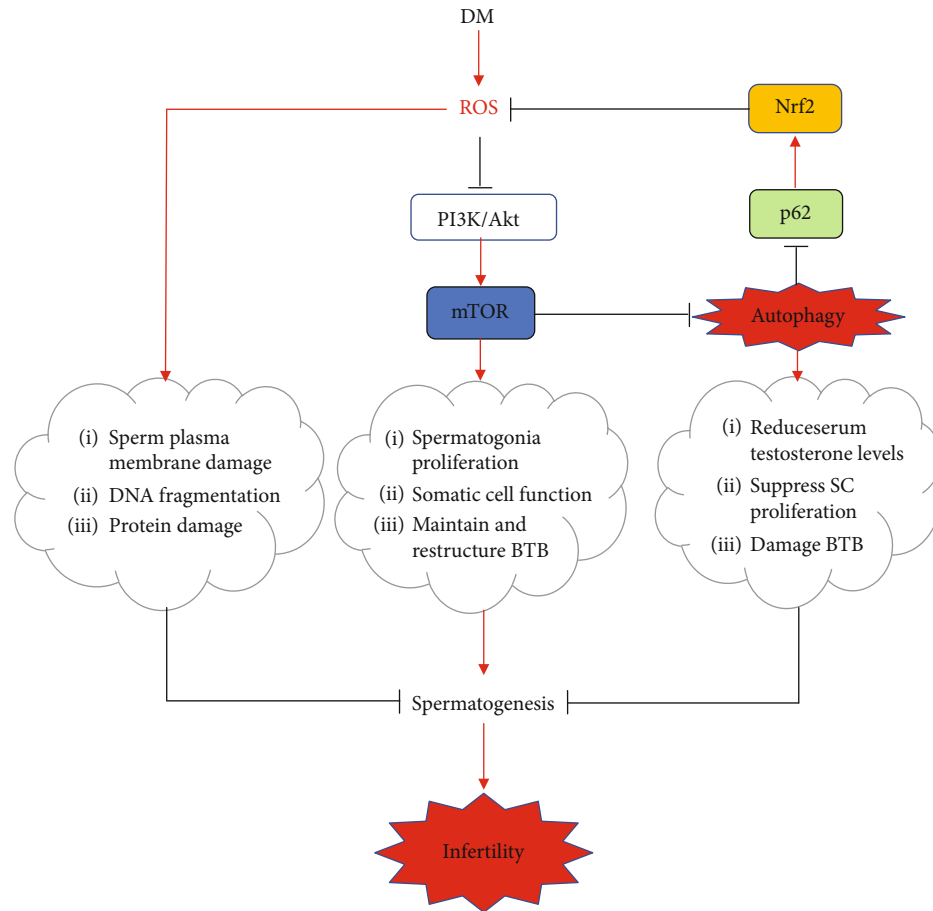 DM
ROS
Nrf2
PI3K/Akt
p62
mTOR
Autophagy
(i) Sperm plasma
membrane damage
(ii) DNA fragmentation
(iii) Protein damage
(i) Spermatogonia
proliferation
(ii) Somatic cell function
(iii) Maintain and
restructure BTB
(i) Reduceserum
testosterone levels
(ii) Suppress SC
proliferation
(iii) Damage BTB
Spermatogenesis
Infertility